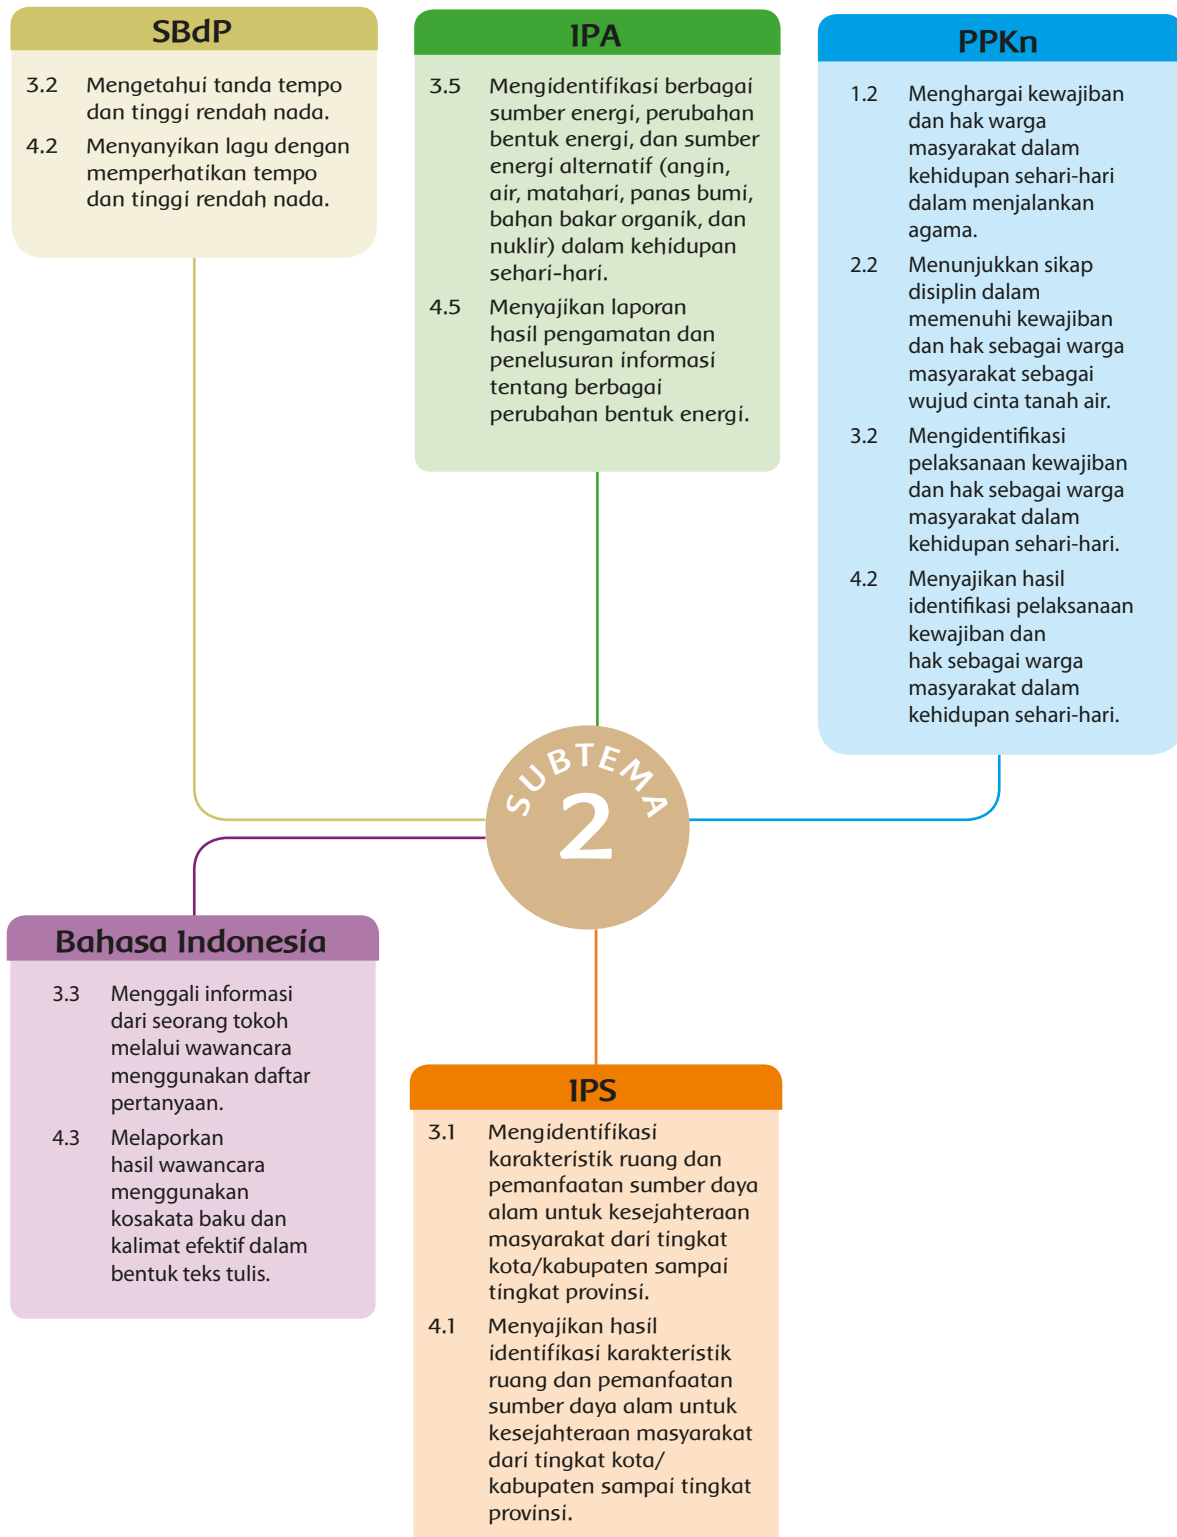 SBdP
3.2 Mengetahui tanda tempo
dan tinggi rendah nada.
4.2 Menyanyikan lagu dengan
memperhatikan tempo
dan tinggi rendah nada.
IPA
3.5 Mengidentifikasi berbagai
sumber energi, perubahan
bentuk energi, dan sumber
energi alternatif (angin,
air, matahari, panas bumi,
bahan bakar organik, dan
nuklir) dalam kehidupan
sehari-hari.
4.5 Menyajikan laporan
hasil pengamatan dan
penelusuran informasi
tentang berbagai
perubahan bentuk energi.
PPKn
1.2 Menghargai kewajiban
dan hak warga
masyarakat dalam
kehidupan sehari-hari
dalam menjalankan
agama.
2.2 Menunjukkan sikap
disiplin dalam
memenuhi kewajiban
dan hak sebagai warga
masyarakat sebagai
wujud cinta tanah air.
3.2 Mengidentifikasi
pelaksanaan kewajiban
dan hak sebagai warga
masyarakat dalam
kehidupan sehari-hari.
4.2 Menyajikan hasil
identifikasi pelaksanaan
kewajiban dan
hak sebagai warga
masyarakat dalam
kehidupan sehari-hari.
SUBTEMA
2
Bahasa Indonesia
3.3 Menggali informasi
dari seorang tokoh
melalui wawancara
menggunakan daftar
pertanyaan.
4.3 Melaporkan
hasil wawancara
menggunakan
kosakata baku dan
kalimat efektif dalam
bentuk teks tulis.
IPS
3.1 Mengidentifikasi
karakteristik ruang dan
pemanfaatan sumber daya
alam untuk kesejahteraan
masyarakat dari tingkat
kota/kabupaten sampai
tingkat provinsi.
4.1 Menyajikan hasil
identifikasi karakteristik
ruang dan pemanfaatan
sumber daya alam untuk
kesejahteraan masyarakat
dari tingkat kota/
kabupaten sampai tingkat
provinsi.